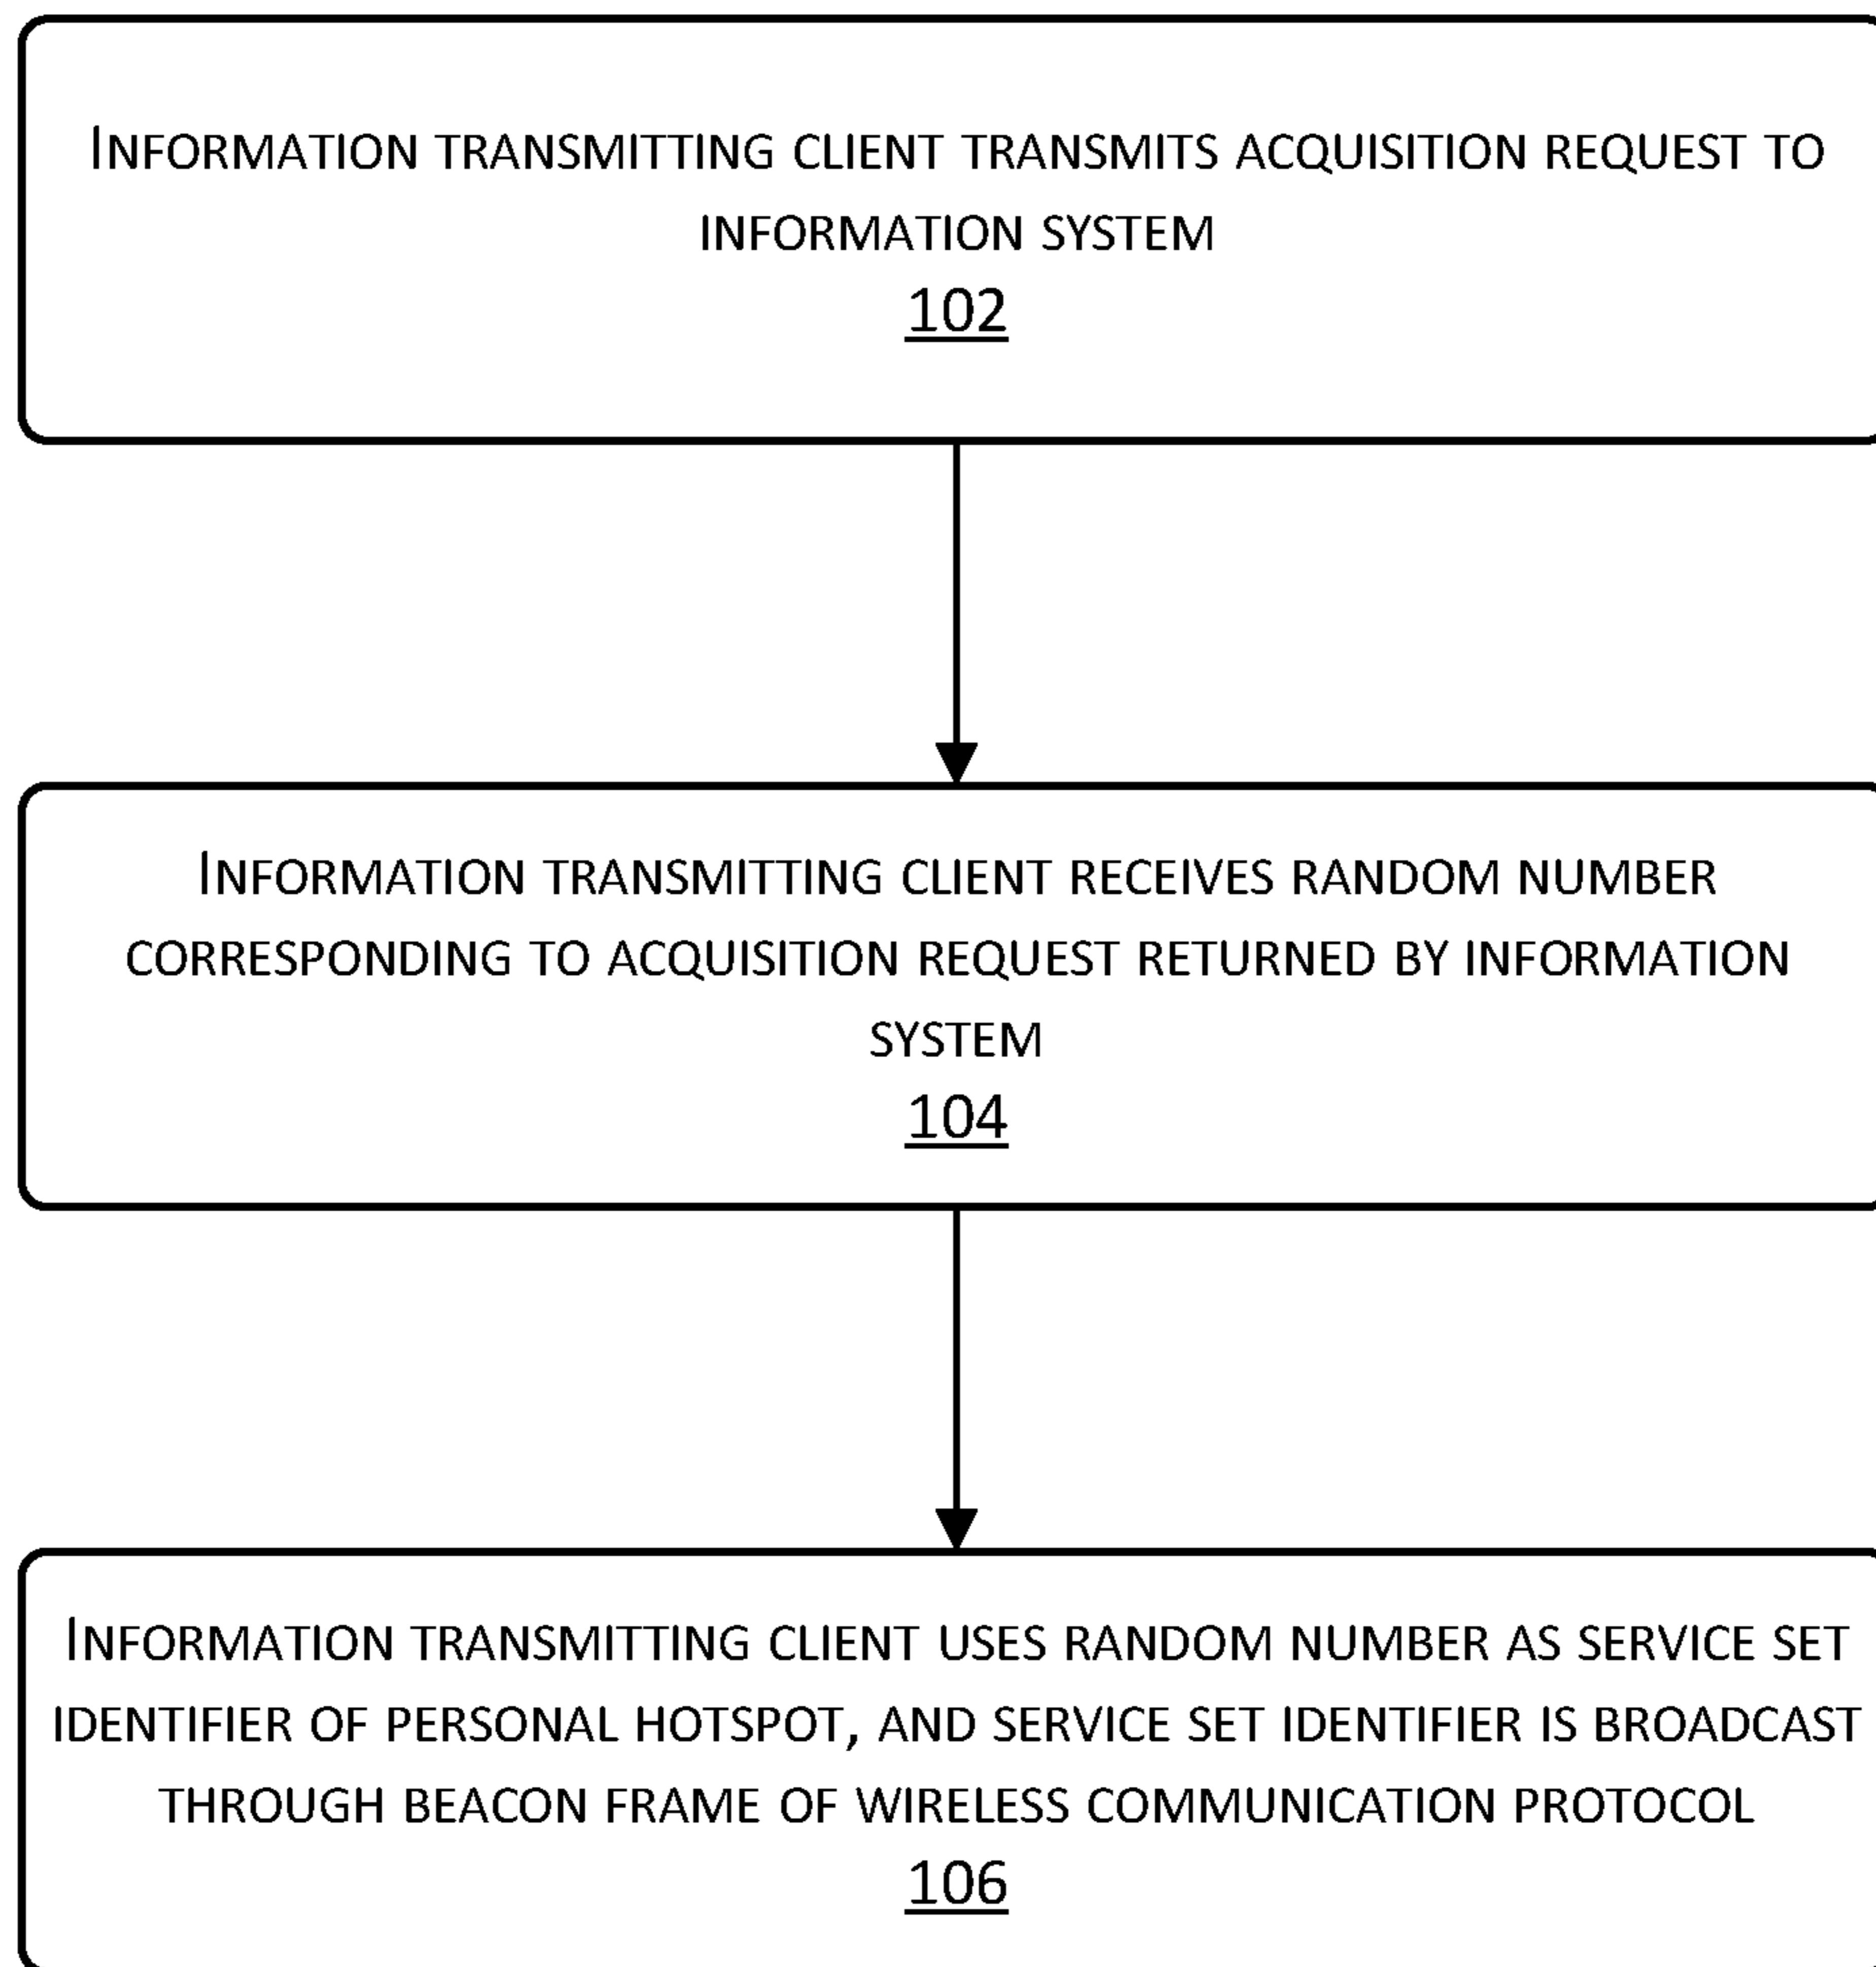 Information transmitting client transmits acquisition request to
information system
102
Information transmitting client receives random number
corresponding to acquisition request returned by information
system
104
Information transmitting client uses random number as service set
identifier of personal hotspot, and service set identifier is broadcast
through beacon frame of wireless communication protocol
106